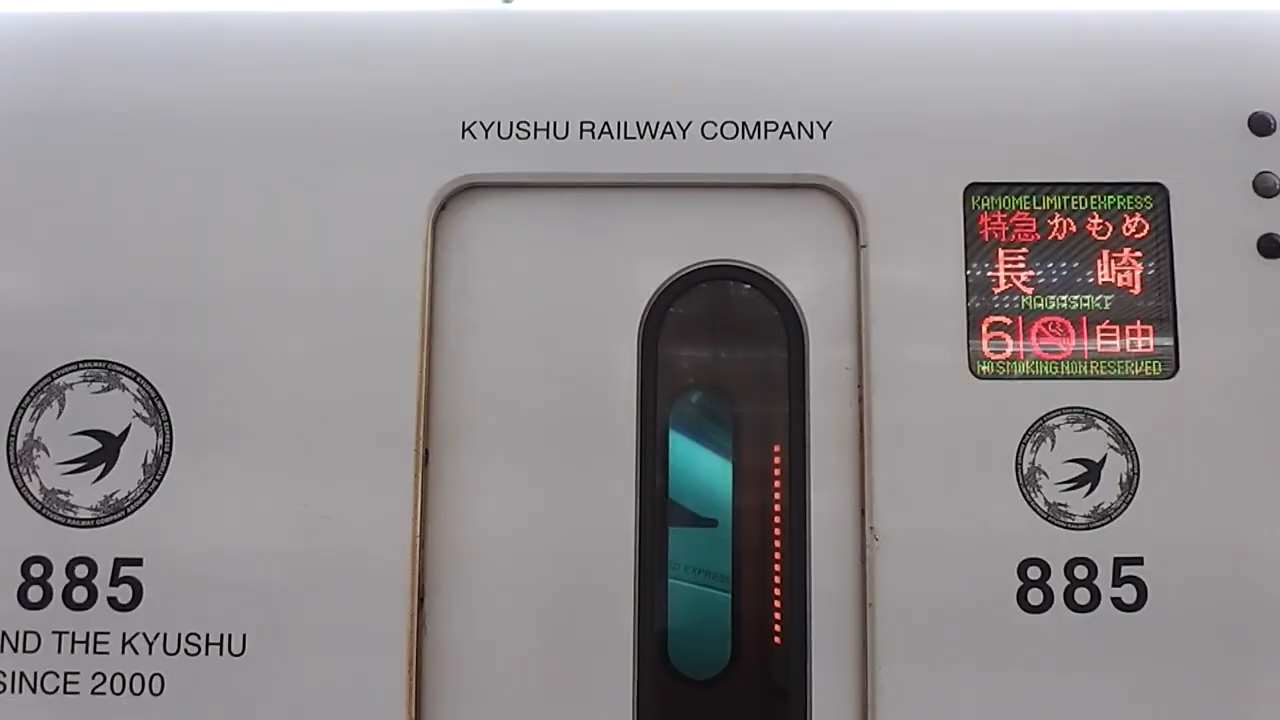 KYUSHU RAILWAY COMPANY
KAMOME LIMITED EXPRESS
特急かもめ
長崎
NAGASAKI
6 自由
NO SMOKING NON RESERVED
885
ND THE KYUSHU
SINCE 2000
885